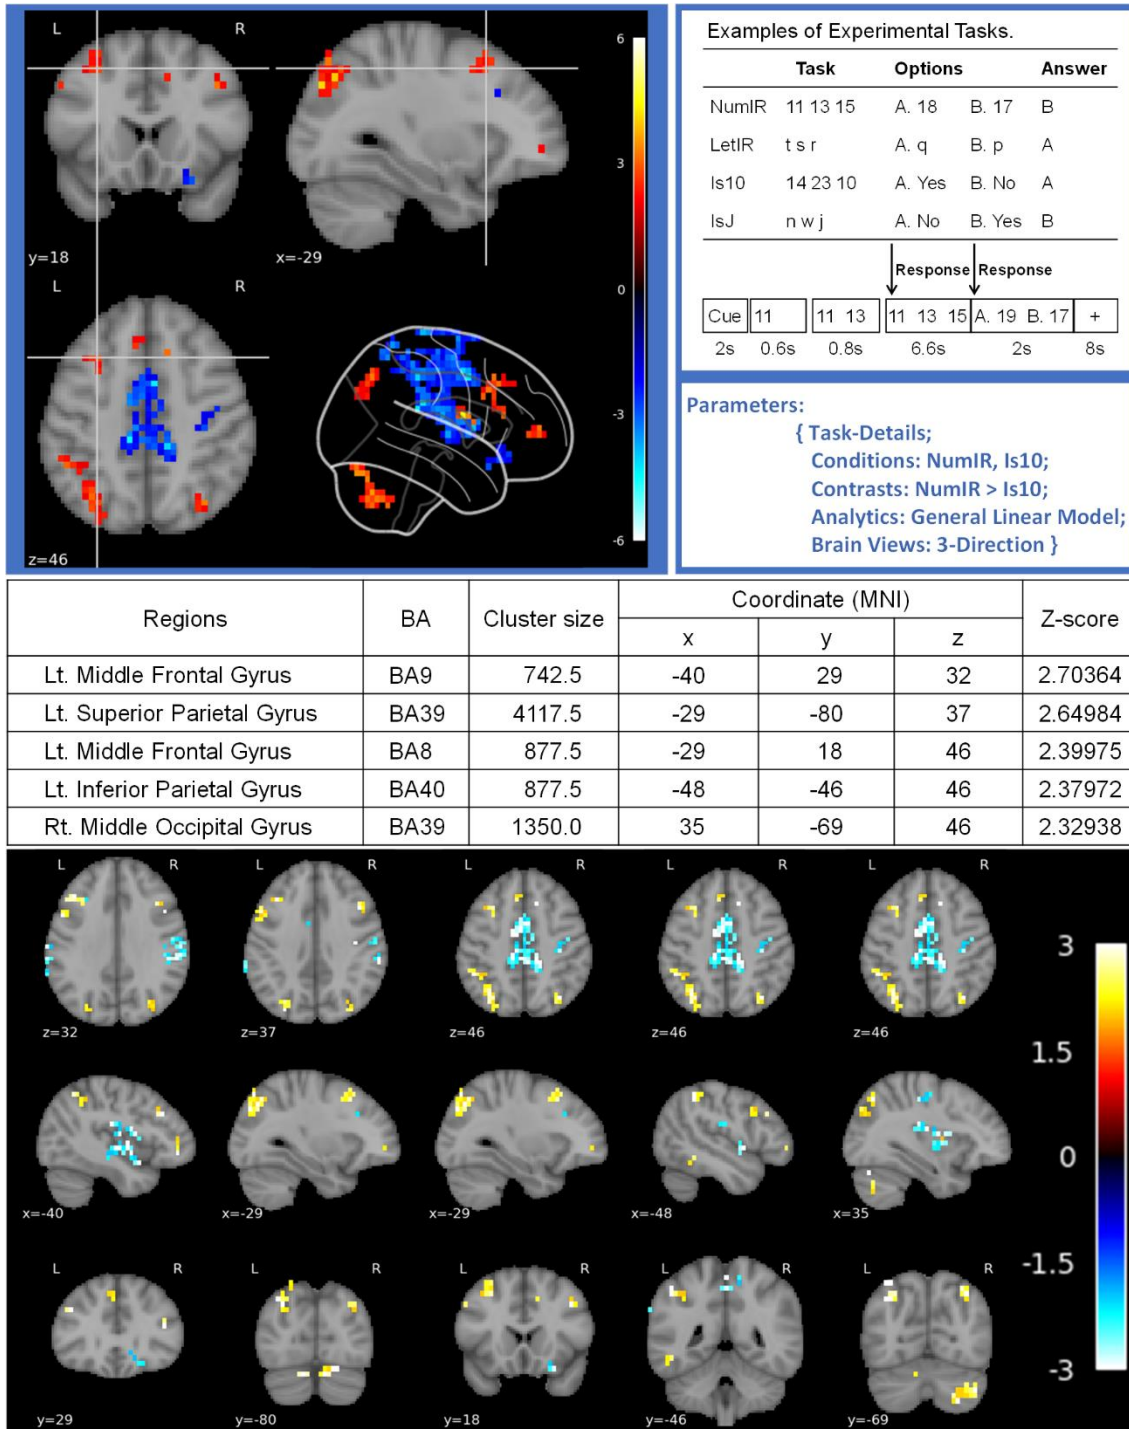 L R
6
3
0
-3
-6
y=18
x=-29
L R
z=46
Examples of Experimental Tasks.
Task Options Answer
NumIR 11 13 15 A. 18 B. 17 B
LetIR t s r A. q B. p A
Is10 14 23 10 A. Yes B. No A
IsJ n w j A. No B. Yes B
Response Response
Cue 11 11 13 11 13 15 A. 19 B. 17 +
2s 0.6s 0.8s 6.6s 2s 8s
Parameters:
{ Task-Details;
Conditions: NumIR, Is10;
Contrasts: NumIR > Is10;
Analytics: General Linear Model;
Brain Views: 3-Direction }
Regions BA Cluster size Coordinate (MNI) Z-score
x y z
Lt. Middle Frontal Gyrus BA9 742.5 -40 29 32 2.70364
Lt. Superior Parietal Gyrus BA39 4117.5 -29 -80 37 2.64984
Lt. Middle Frontal Gyrus BA8 877.5 -29 18 46 2.39975
Lt. Inferior Parietal Gyrus BA40 877.5 -48 -46 46 2.37972
Rt. Middle Occipital Gyrus BA39 1350.0 35 -69 46 2.32938
L R L R L R L R L R
z=32 z=37 z=46 z=46 z=46
x=-40 x=-29 x=-29 x=-48 x=35
L R L R L R L R L R
y=29 y=-80 y=18 y=-46 y=-69
3
1.5
0
-1.5
-3